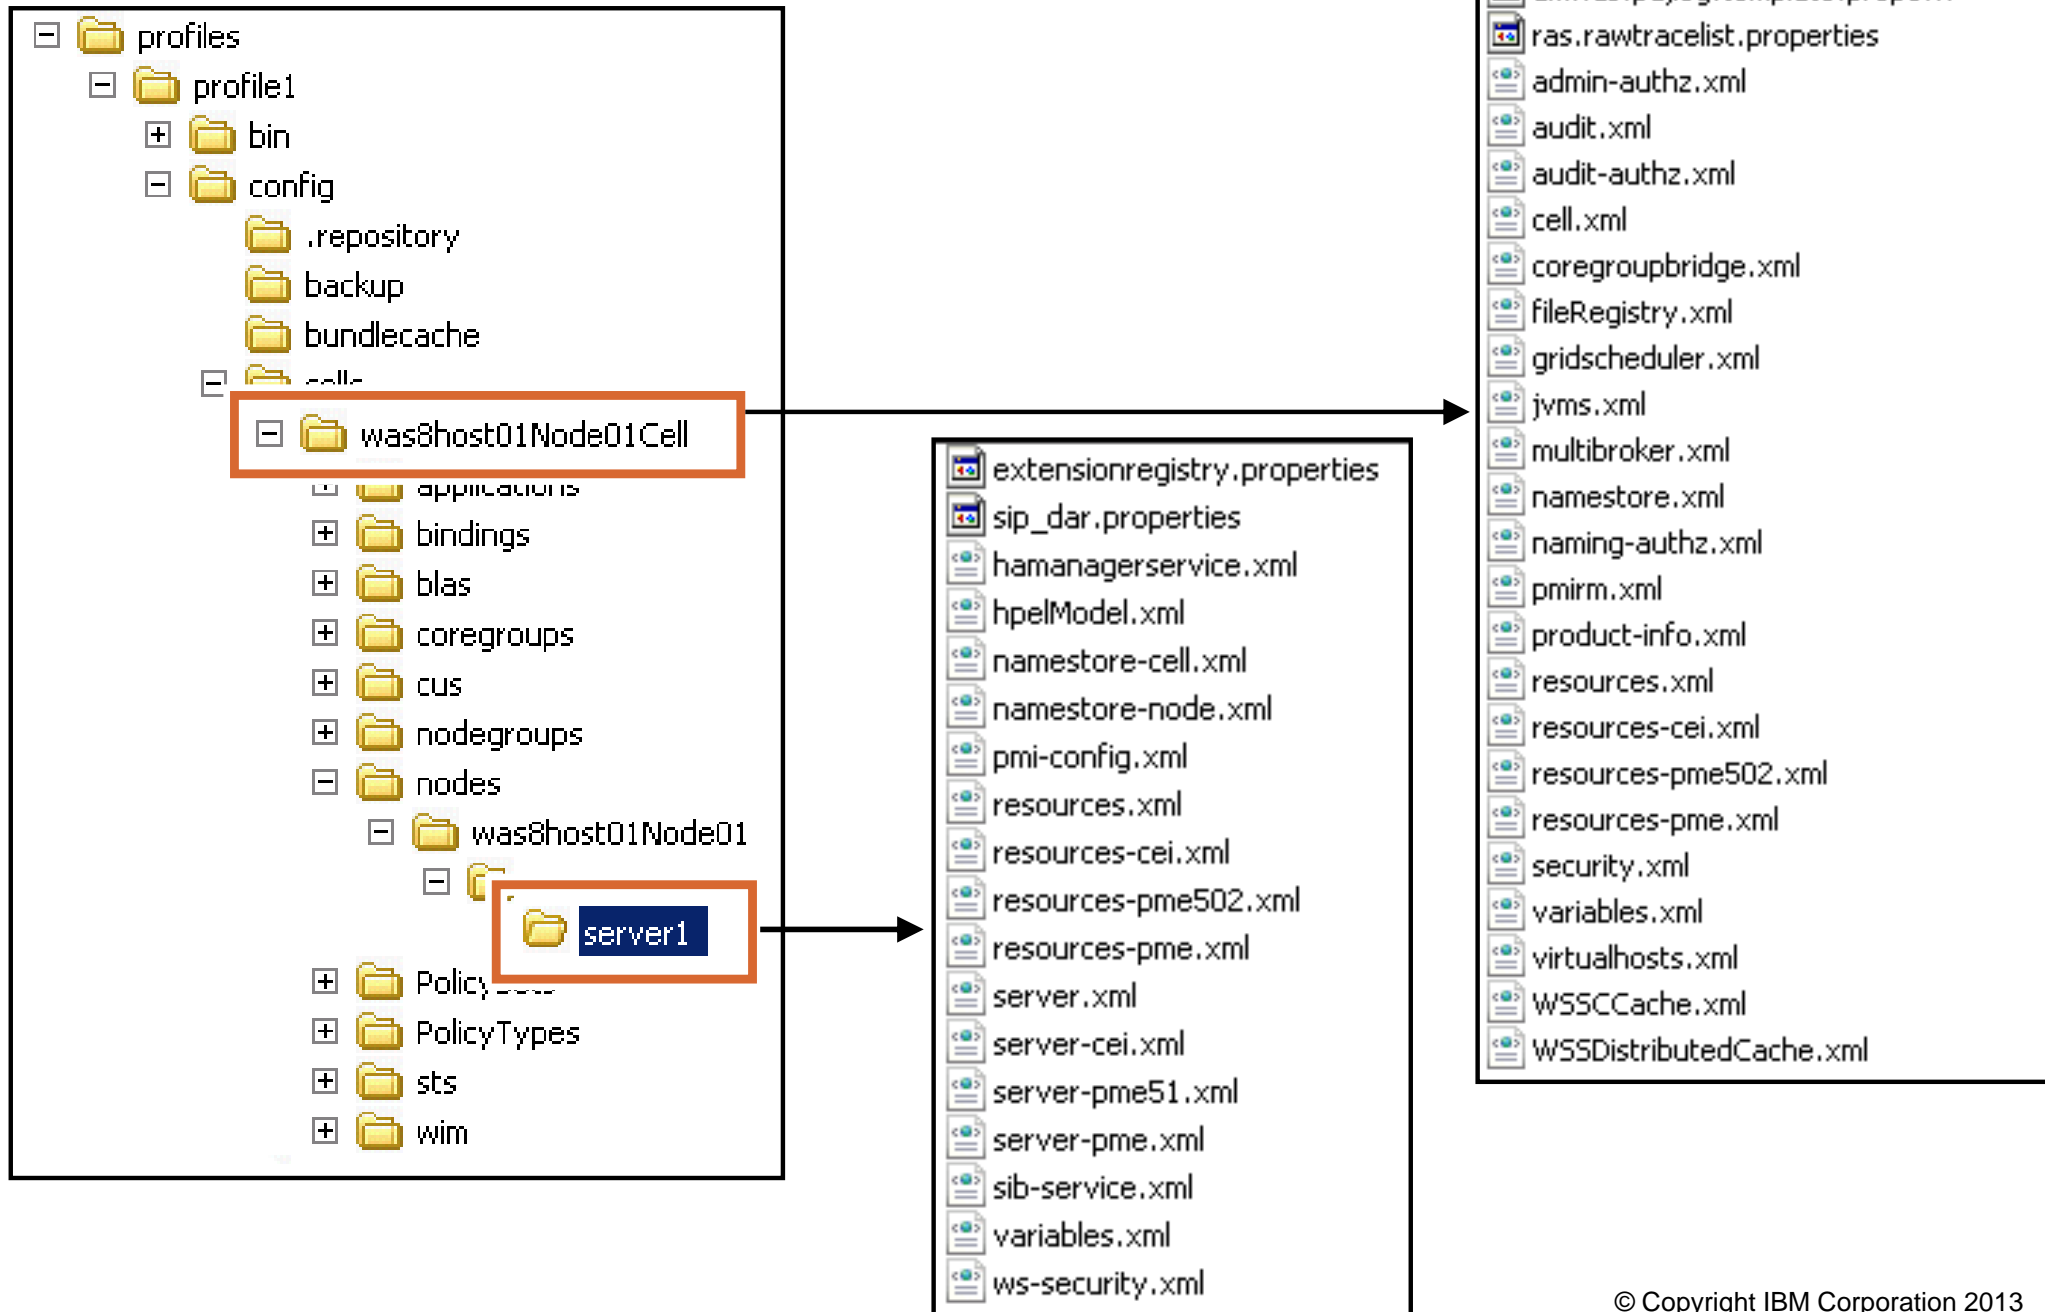 profiles
profile1
bin
config
.repository
backup
bundlecache
was8host01Node01Cell
applications
bindings
blas
coregroups
cus
nodegroups
nodes
was8host01Node01
server1
PolicyTypes
sts
wim
extensionregistry.properties
sip_dar.properties
hamanagerservice.xml
hpelModel.xml
namestore-cell.xml
namestore-node.xml
pmi-config.xml
resources.xml
resources-cei.xml
resources-pme502.xml
resources-pme.xml
server.xml
server-cei.xml
server-pme51.xml
server-pme.xml
sib-service.xml
variables.xml
ws-security.xml
ras.rawtracelist.properties
admin-authz.xml
audit.xml
audit-authz.xml
cell.xml
coregroupbridge.xml
fileRegistry.xml
gridscheduler.xml
jvms.xml
multibroker.xml
namestore.xml
naming-authz.xml
pmirm.xml
product-info.xml
resources.xml
resources-cei.xml
resources-pme502.xml
resources-pme.xml
security.xml
variables.xml
virtualhosts.xml
WSSCCache.xml
WSSDistributedCache.xml
© Copyright IBM Corporation 2013